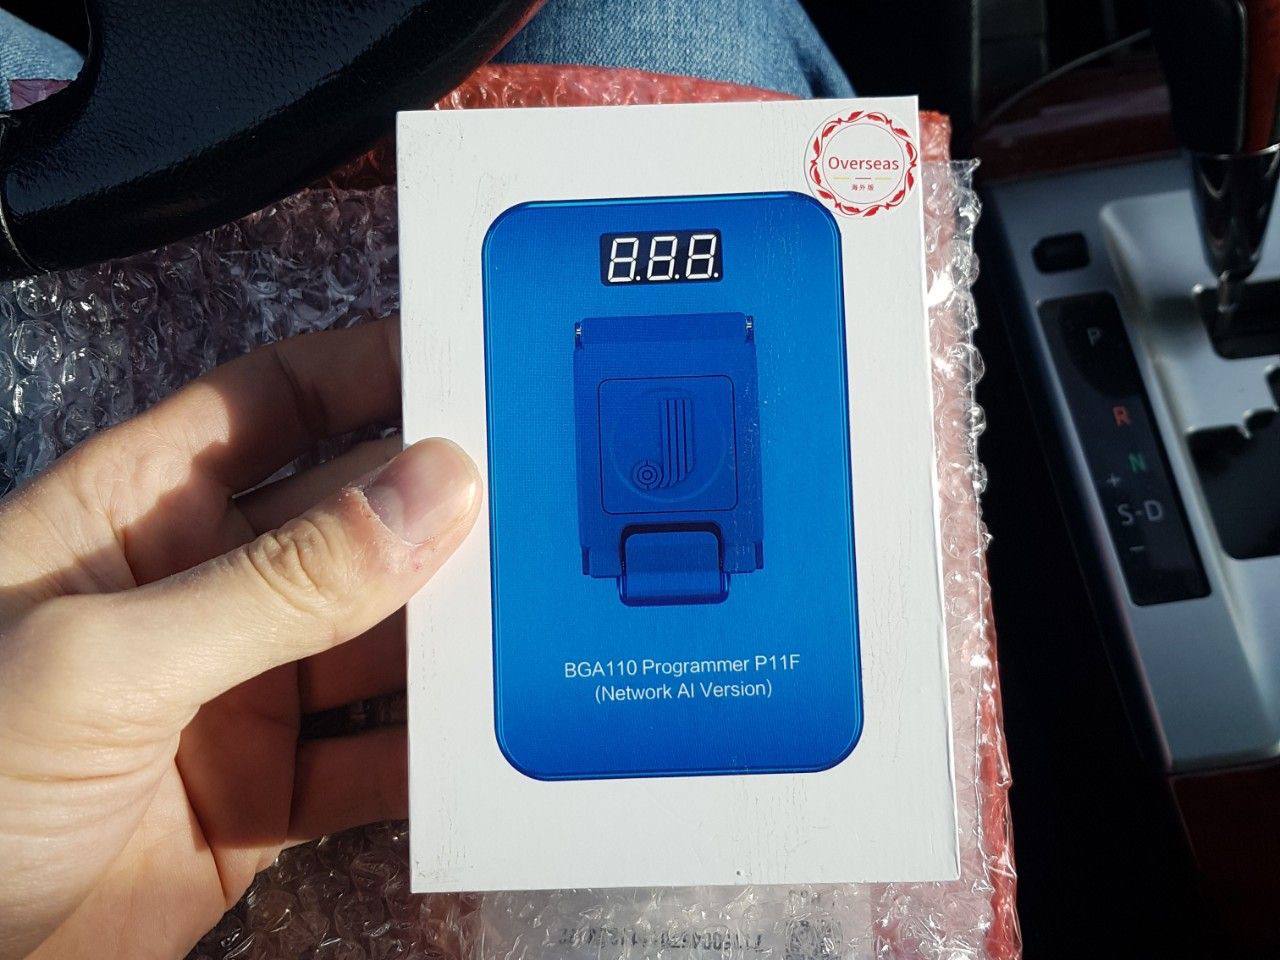 Overseas
海外版
8.8.8.
BGA110 Programmer P11F
(Network AI Version)
P
R
N
+
S-D
−